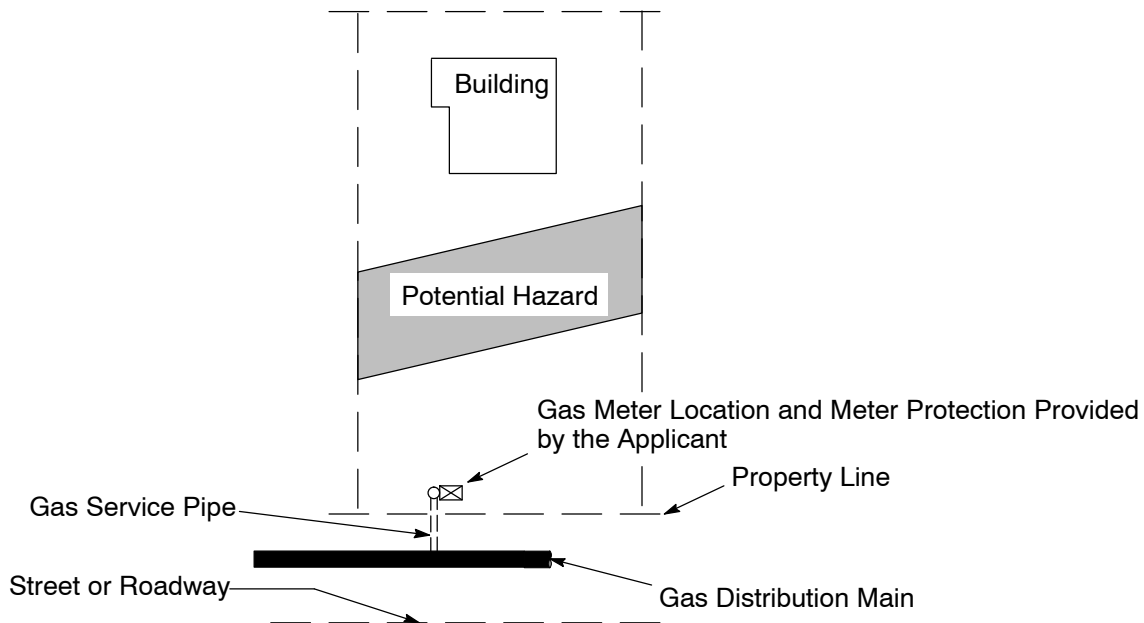 Building
Potential Hazard
Gas Meter Location and Meter Protection Provided
by the Applicant
Property Line
Gas Service Pipe
Street or Roadway
Gas Distribution Main